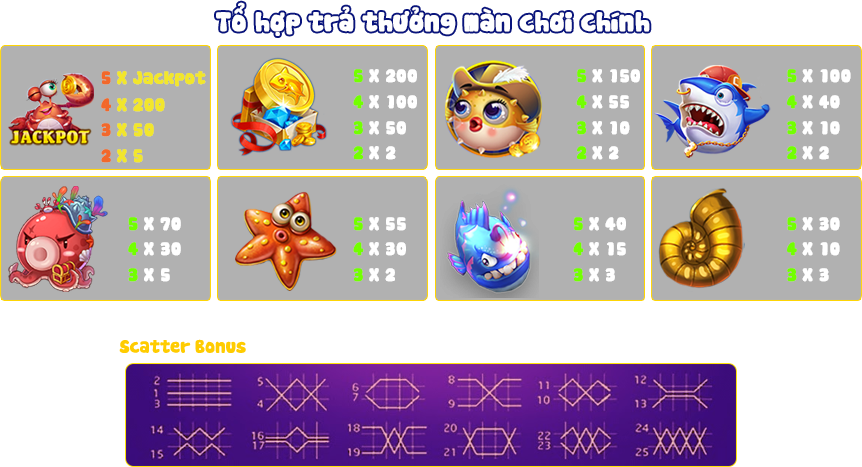 Tổ hợp trả thưởng màn chơi chính
5 X Jackpot
4 X 200
3 X 50
2 X 5
JACKPOT
5 X 200
4 X 100
3 X 50
2 X 2
5 X 150
4 X 55
3 X 10
2 X 2
5 X 100
4 X 40
3 X 10
2 X 2
5 X 70
4 X 30
3 X 5
5 X 55
4 X 30
3 X 2
5 X 40
4 X 15
3 X 3
5 X 30
4 X 10
3 X 3
Scatter Bonus
2
1
3
5
4
6
7
8
9
11
10
12
13
14
15
16
17
18
19
20
21
22
23
24
25